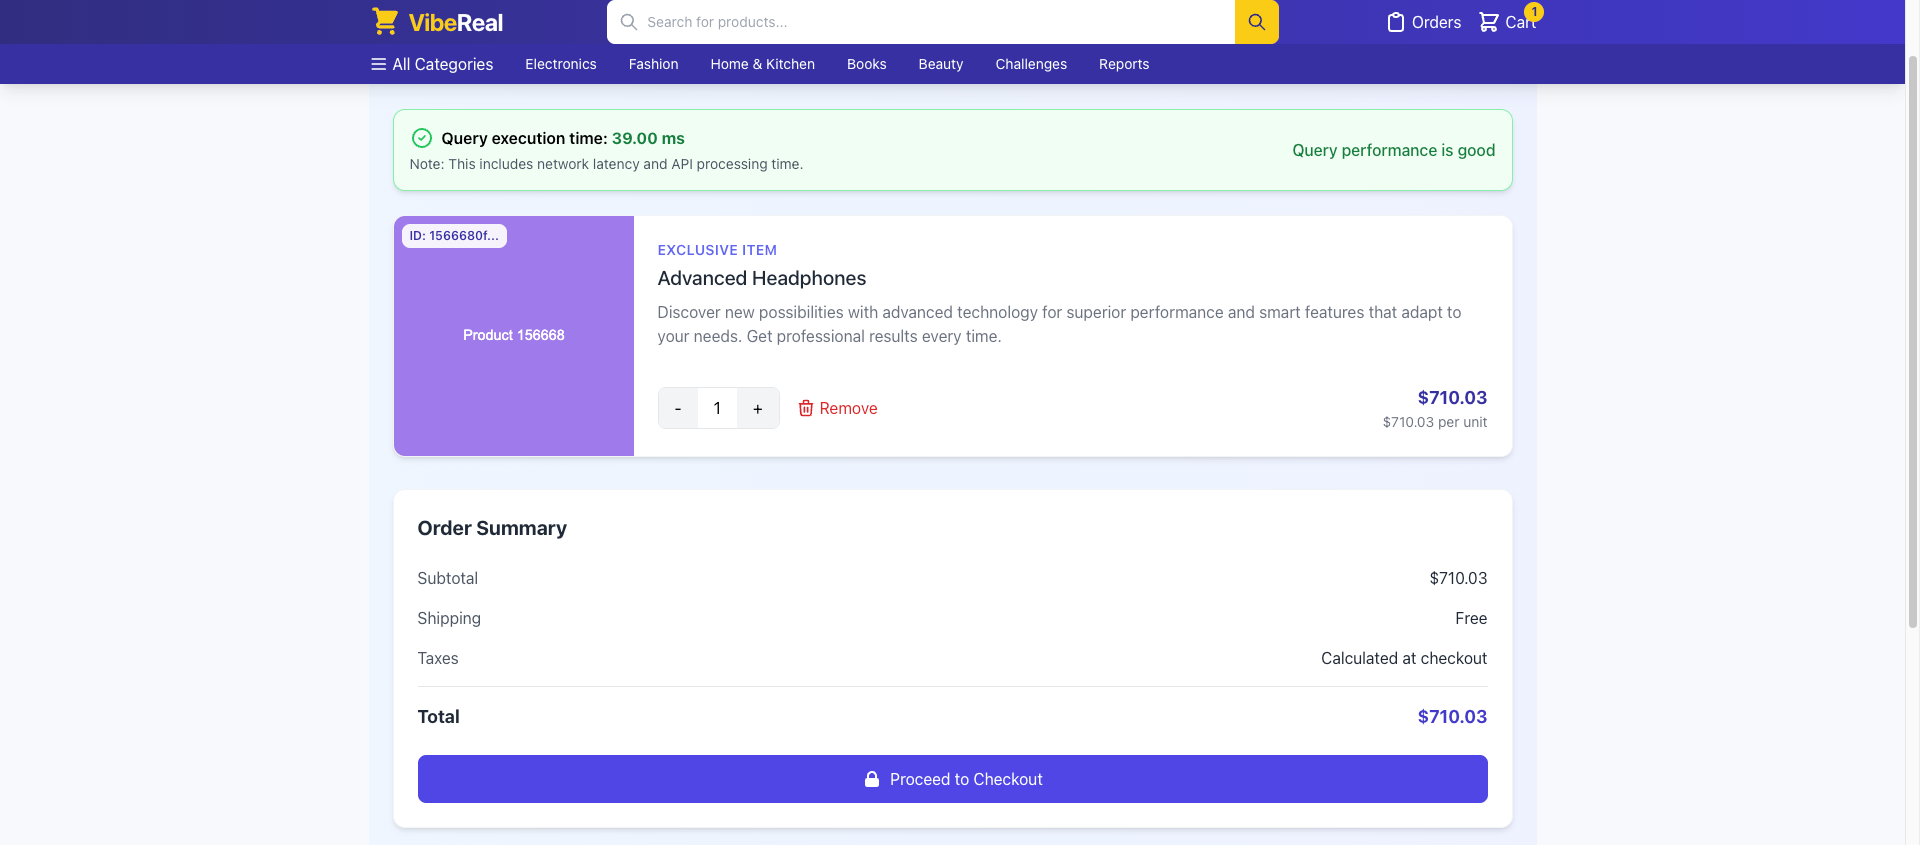 VibeReal
Search for products...
Orders
Cart
1
All Categories
Electronics
Fashion
Home & Kitchen
Books
Beauty
Challenges
Reports
Query execution time: 39.00 ms
Note: This includes network latency and API processing time.
Query performance is good
ID: 1566680f...
Product 156668
EXCLUSIVE ITEM
Advanced Headphones
Discover new possibilities with advanced technology for superior performance and smart features that adapt to
your needs. Get professional results every time.
- 1 +
Remove
$710.03
$710.03 per unit
Order Summary
Subtotal $710.03
Shipping Free
Taxes Calculated at checkout
Total $710.03
Proceed to Checkout